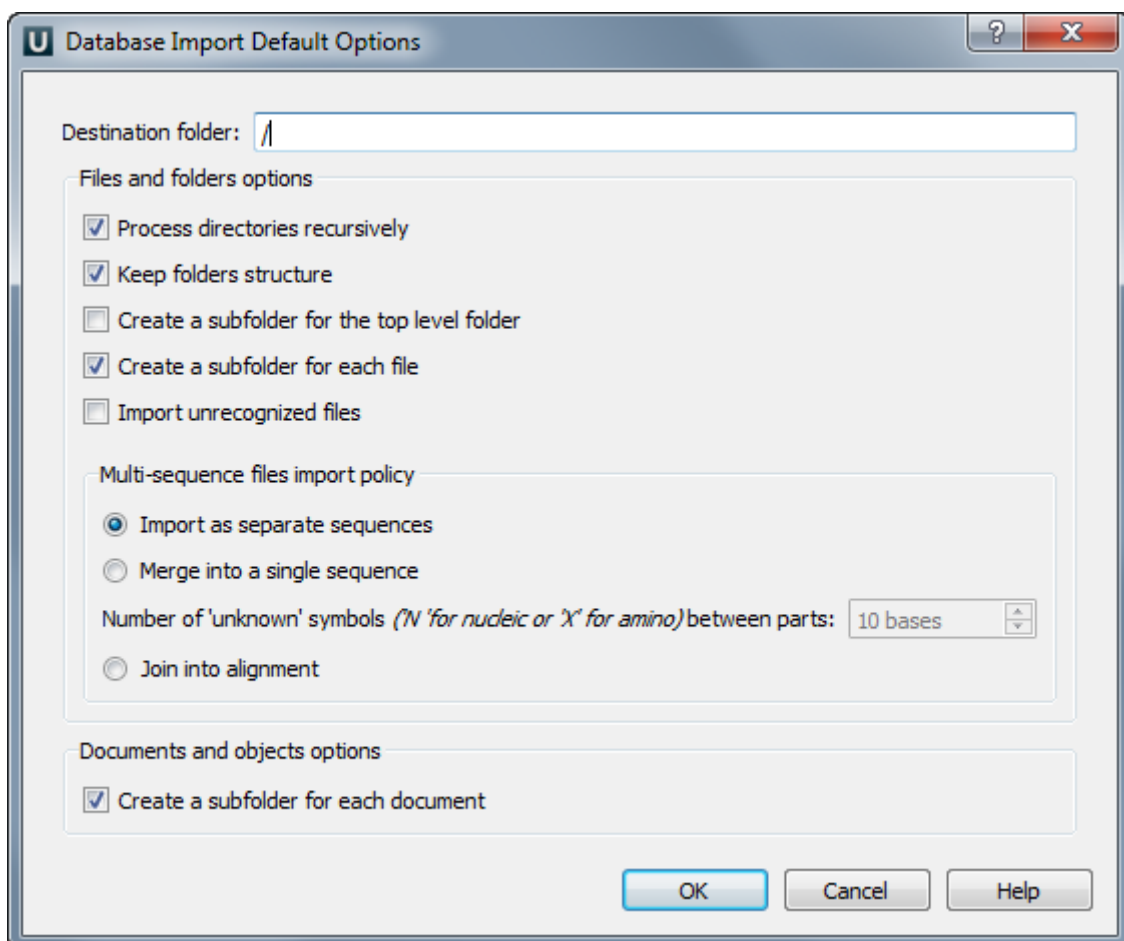 U Database Import Default Options
?
X
Destination folder: /
Files and folders options
Process directories recursively
Keep folders structure
Create a subfolder for the top level folder
Create a subfolder for each file
Import unrecognized files
Multi-sequence files import policy
Import as separate sequences
Merge into a single sequence
Number of 'unknown' symbols ('N 'for nucleic or 'X' for amino) between parts: 10 bases
Join into alignment
Documents and objects options
Create a subfolder for each document
OK Cancel Help